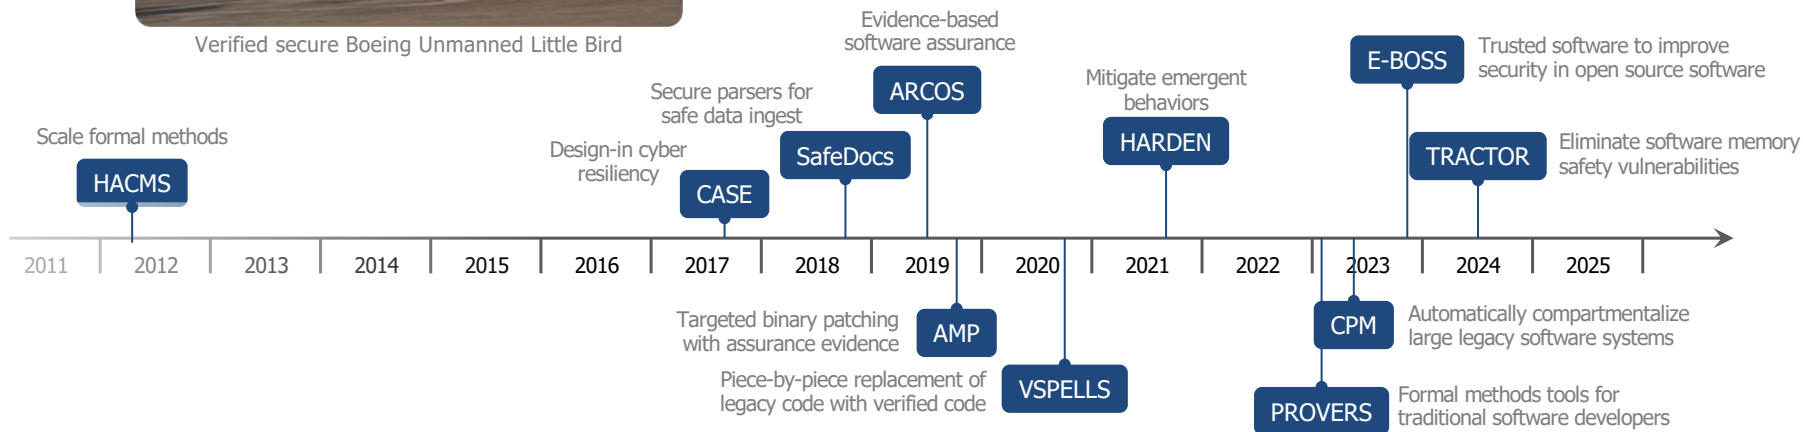 Verified secure Boeing Unmanned Little Bird
Scale formal methods
HACMS
Design-in cyber
resiliency
CASE
Secure parsers for
safe data ingest
SafeDocs
Evidence-based
software assurance
ARCOS
Mitigate emergent
behaviors
HARDEN
E-BOSS
Trusted software to improve
security in open source software
TRACTOR
Eliminate software memory
safety vulnerabilities
2011
2012
2013
2014
2015
2016
2017
2018
2019
2020
2021
2022
2023
2024
2025
Targeted binary patching
with assurance evidence
AMP
Piece-by-piece replacement of
legacy code with verified code
VSPELLS
CPM
Automatically compartmentalize
large legacy software systems
PROVERS
Formal methods tools for
traditional software developers